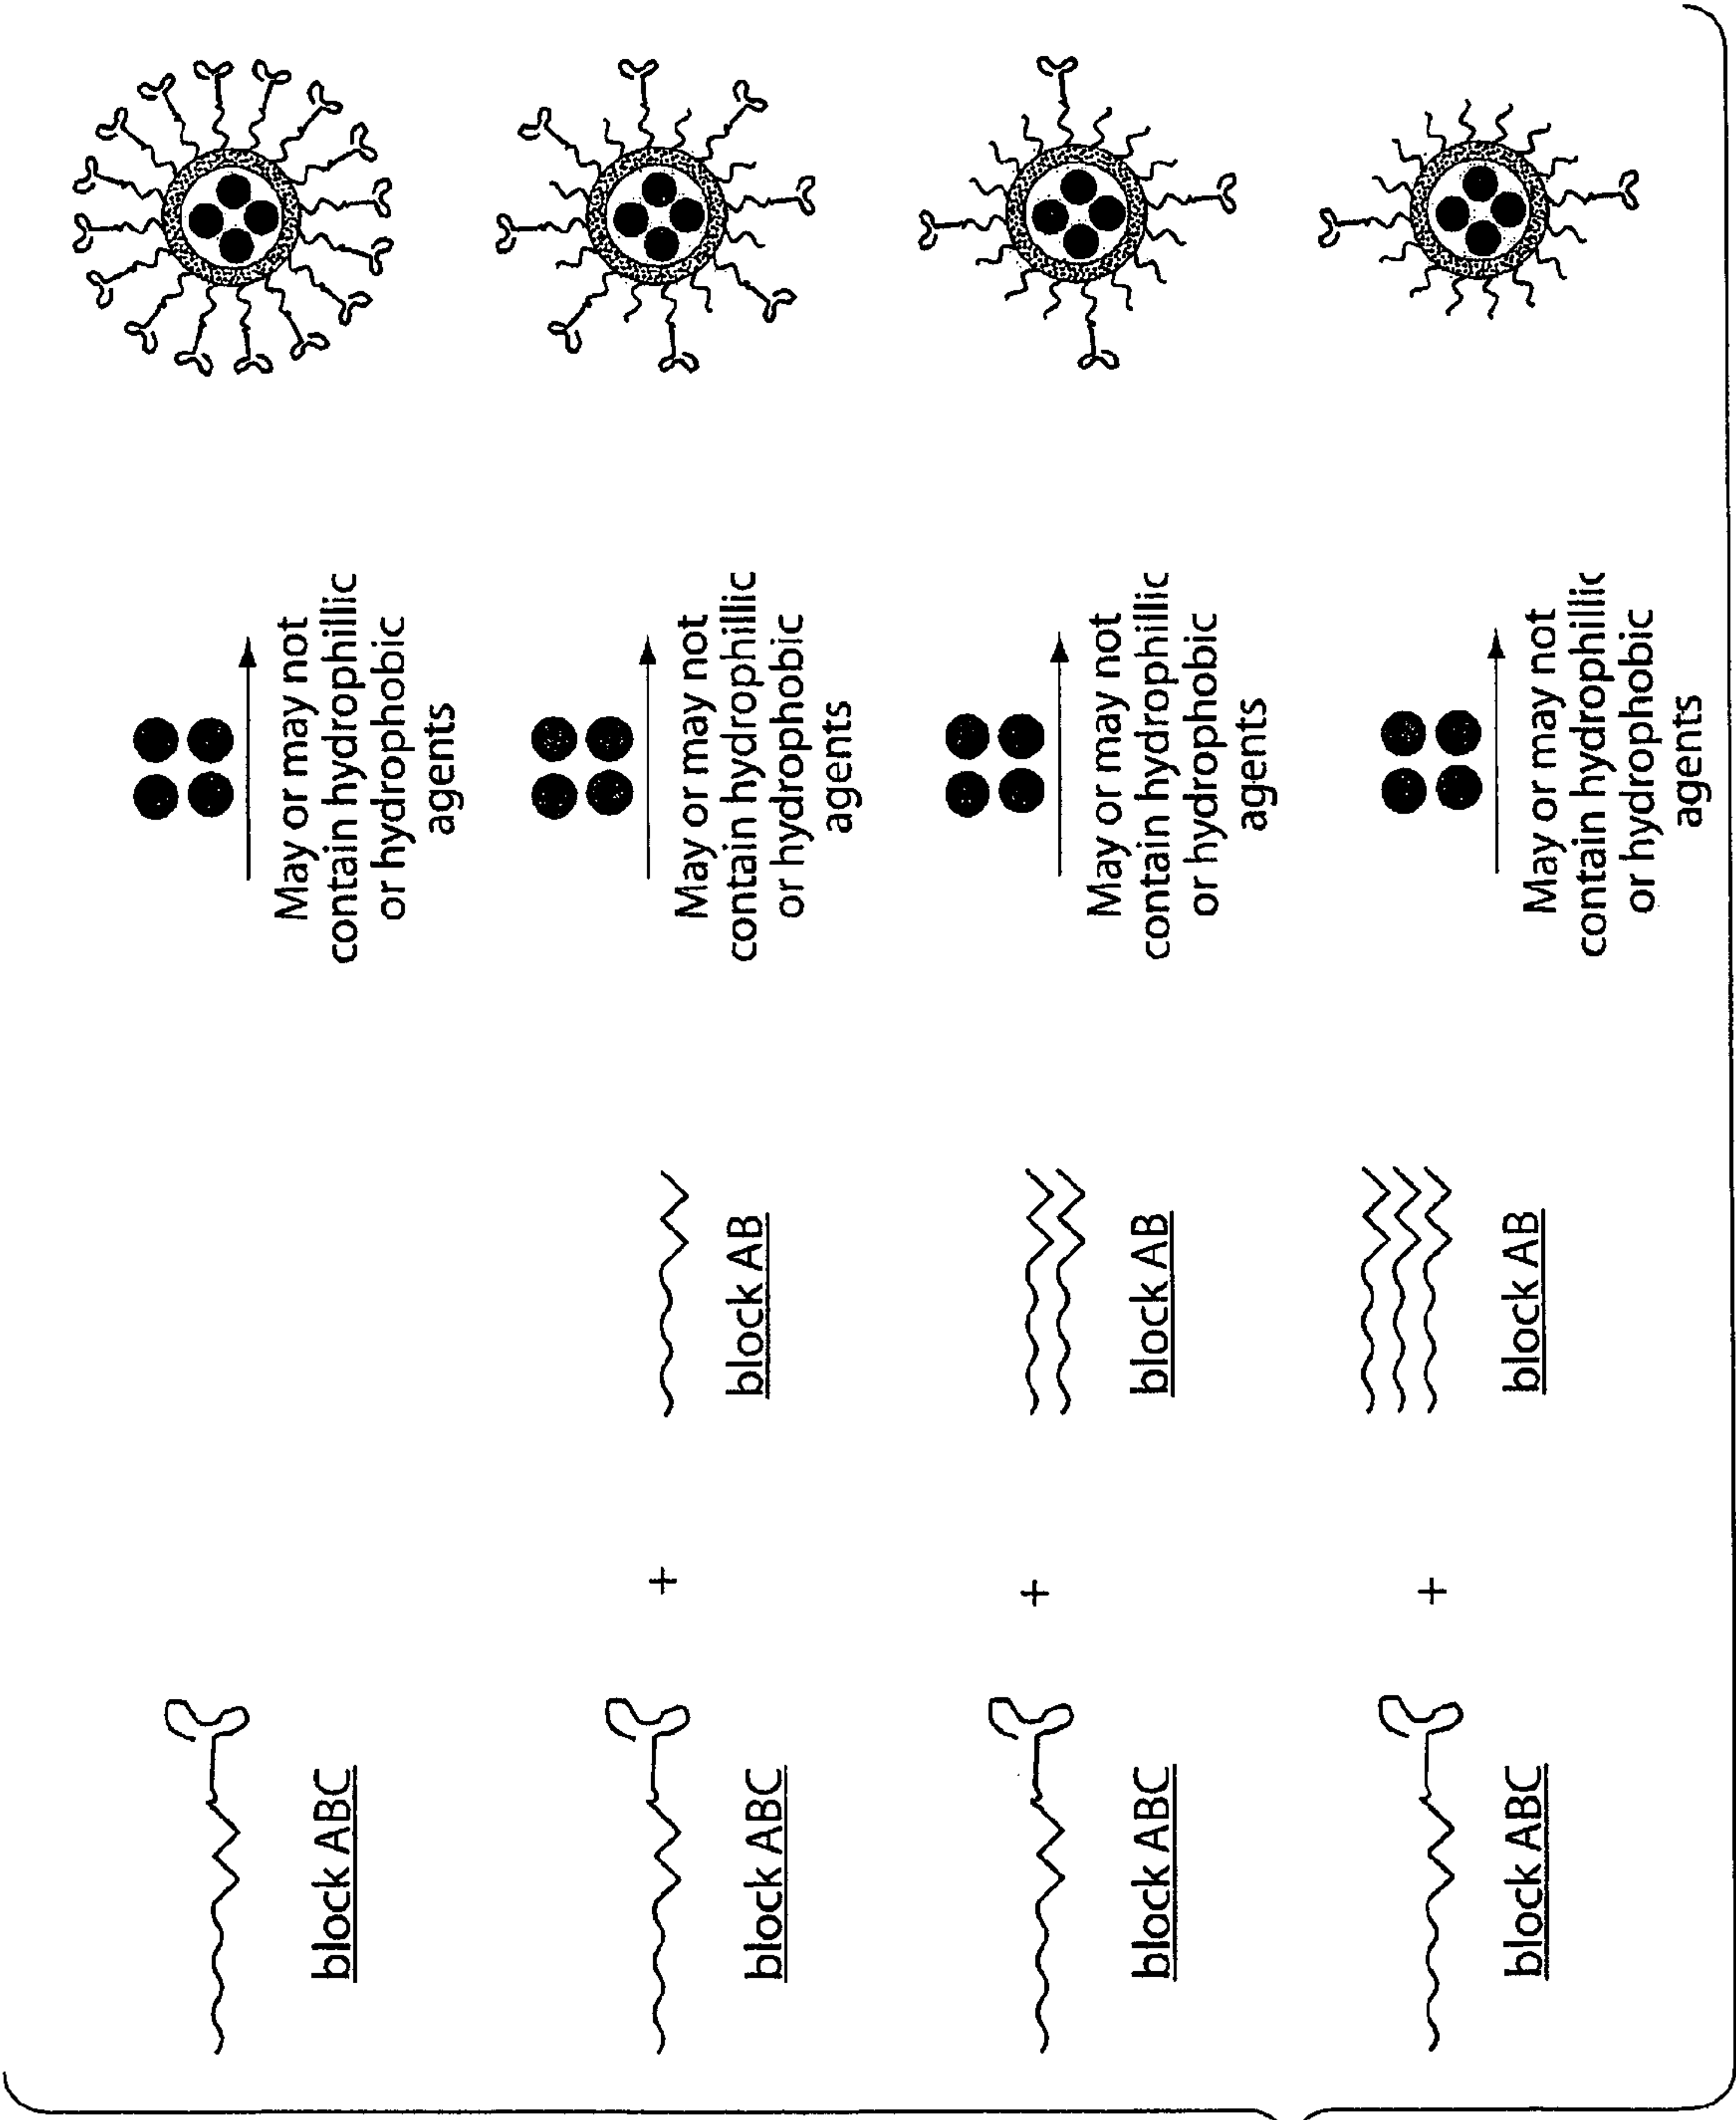 block ABC
May or may not
contain hydrophillic
or hydrophobic
agents
+
block ABC
block AB
May or may not
contain hydrophillic
or hydrophobic
agents
+
block ABC
block AB
May or may not
contain hydrophillic
or hydrophobic
agents
+
block ABC
block AB
May or may not
contain hydrophillic
or hydrophobic
agents